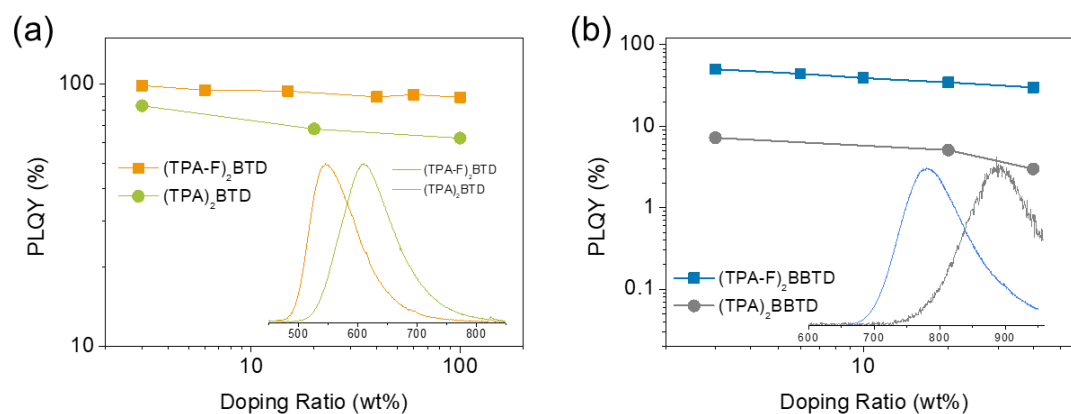 (a)
100
10
PLQY (%)
(TPA-F)₂BTD
(TPA)₂BTD
(TPA-F)₂BTD
(TPA)₂BTD
500 600 700 800
10 100
Doping Ratio (wt%)
(b)
100
10
1
0.1
PLQY (%)
(TPA-F)₂BBTD
(TPA)₂BBTD
600 700 800 900
10
Doping Ratio (wt%)